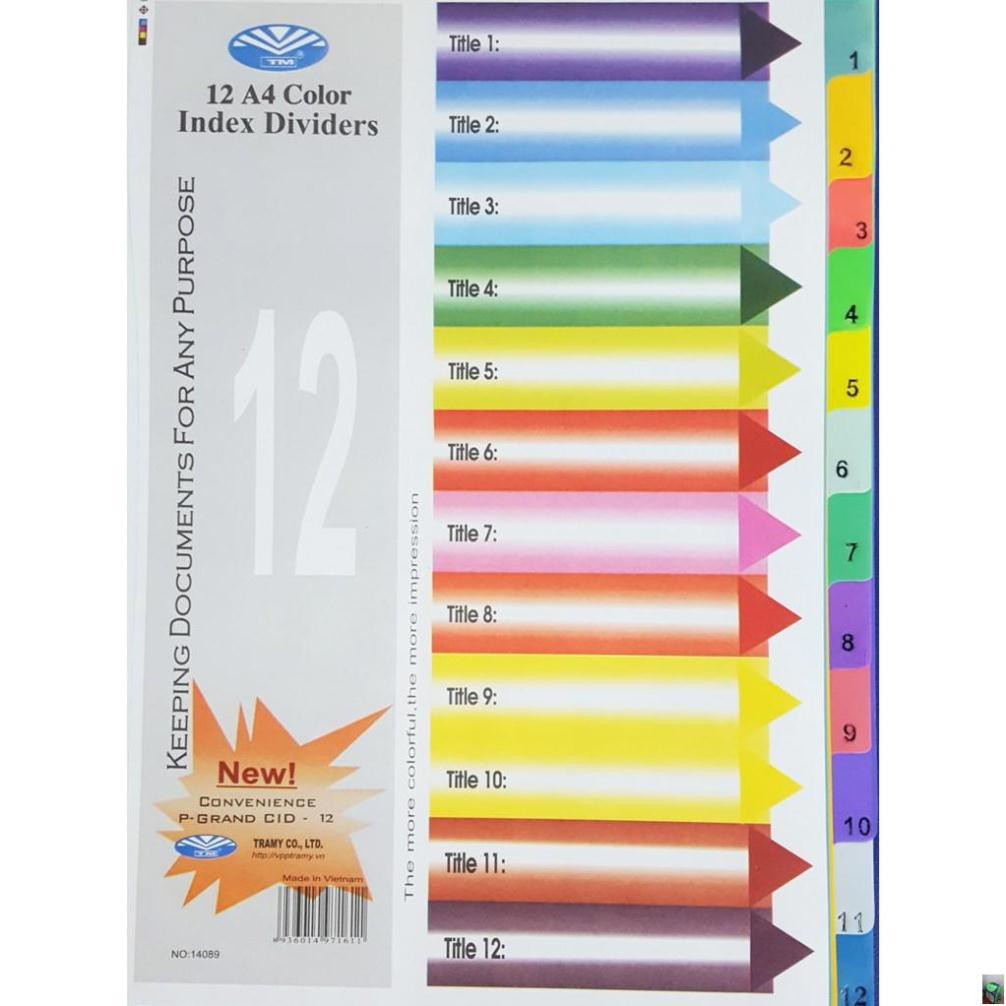 TM
12 A4 Color
Index Dividers
KEEPING DOCUMENTS FOR ANY PURPOSE
12
New!
CONVENIENCE
P-GRAND CID - 12
TM
TRAMY CO., LTD.
http://vpptramy.vn
Made in Vietnam
8936014971611
NO:14089
The more colorful,the more impression
Title 1:
Title 2:
Title 3:
Title 4:
Title 5:
Title 6:
Title 7:
Title 8:
Title 9:
Title 10:
Title 11:
Title 12:
1
2
3
4
5
6
7
8
9
10
11
12